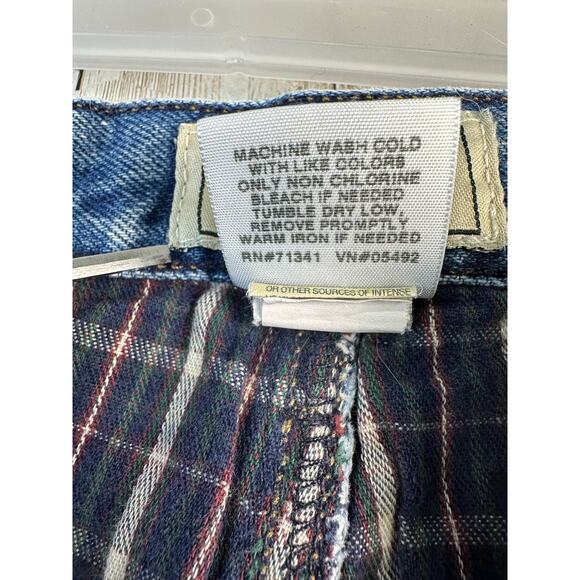 MACHINE WASH COLD
WITH LIKE COLORS
ONLY NON CHLORINE
BLEACH IF NEEDED
TUMBLE DRY LOW,
REMOVE PROMPTLY
WARM IRON IF NEEDED
RN#71341 VN#05492
OR OTHER SOURCES OF INTENSE